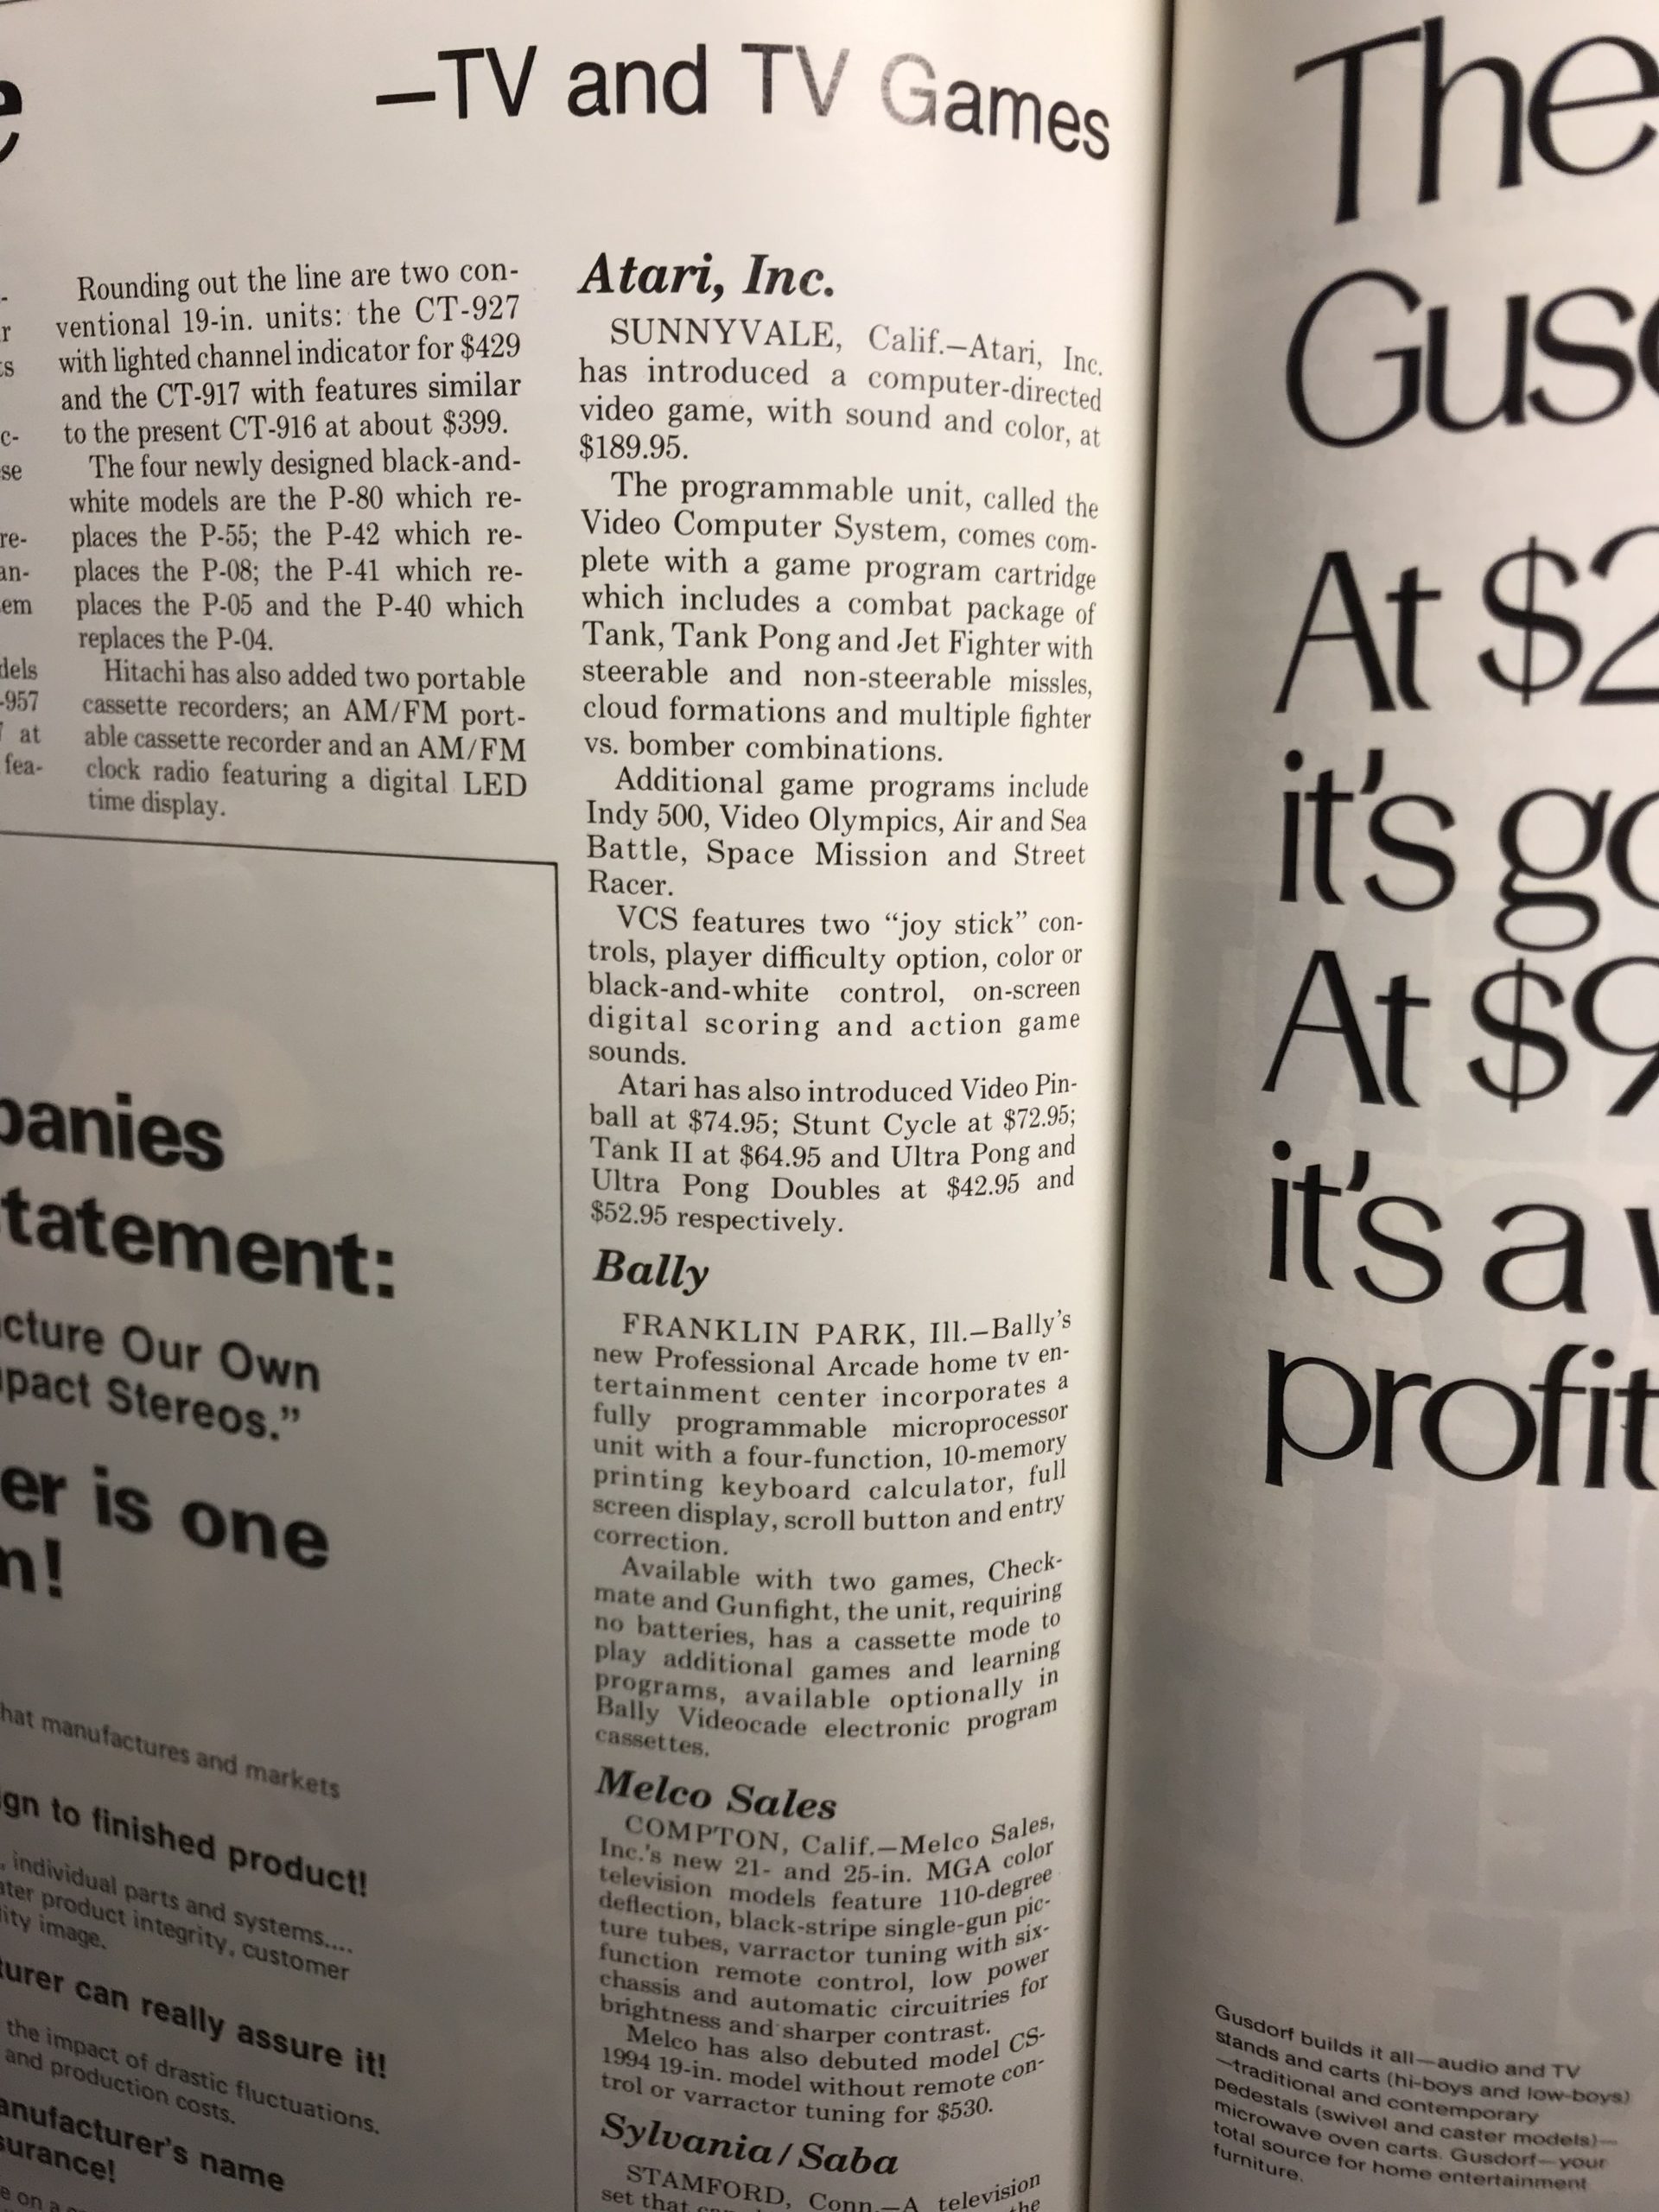 —TV and TV Games
r
ts
c-
se
re-
an-
em
dels
-957
at
fea-
Rounding out the line are two con-
ventional 19-in. units: the CT-927
with lighted channel indicator for $429
and the CT-917 with features similar
to the present CT-916 at about $399.
The four newly designed black-and-
white models are the P-80 which re-
places the P-55; the P-42 which re-
places the P-08; the P-41 which re-
places the P-05 and the P-40 which
replaces the P-04.
Hitachi has also added two portable
cassette recorders; an AM/FM port-
able cassette recorder and an AM/FM
clock radio featuring a digital LED
time display.
panies
tatement:
cture Our Own
pact Stereos.”
er is one
n!
hat manufactures and markets
gn to finished product!
, individual parts and systems....
ater product integrity, customer
lity image.
turer can really assure it!
the impact of drastic fluctuations.
and production costs.
anufacturer's name
surance!
e on a
Atari, Inc.
SUNNYVALE, Calif.—Atari, Inc.
has introduced a computer-directed
video game, with sound and color, at
$189.95.
The programmable unit, called the
Video Computer System, comes com-
plete with a game program cartridge
which includes a combat package of
Tank, Tank Pong and Jet Fighter with
steerable and non-steerable missles,
cloud formations and multiple fighter
vs. bomber combinations.
Additional game programs include
Indy 500, Video Olympics, Air and Sea
Battle, Space Mission and Street
Racer.
VCS features two “joy stick” con-
trols, player difficulty option, color or
black-and-white control, on-screen
digital scoring and action game
sounds.
Atari has also introduced Video Pin-
ball at $74.95; Stunt Cycle at $72.95;
Tank II at $64.95 and Ultra Pong and
Ultra Pong Doubles at $42.95 and
$52.95 respectively.
Bally
FRANKLIN PARK, Ill.—Bally's
new Professional Arcade home tv en-
tertainment center incorporates a
fully programmable microprocessor
unit with a four-function, 10-memory
printing keyboard calculator, full
screen display, scroll button and entry
correction.
Available with two games, Check-
mate and Gunfight, the unit, requiring
no batteries, has a cassette mode to
play additional games and learning
programs, available optionally in
Bally Videocade electronic program
cassettes.
Melco Sales
COMPTON, Calif.—Melco Sales,
Inc.'s new 21- and 25-in. MGA color
television models feature 110-degree
deflection, black-stripe single-gun pic-
ture tubes, varractor tuning with six-
function remote control, low power
chassis and automatic circuitries for
brightness and sharper contrast.
Melco has also debuted model CS-
1994 19-in. model without remote con-
trol or varractor tuning for $530.
Sylvania/Saba
STAMFORD, Conn.—A television
set that the
The
Gus
At $2
it's go
At $9
it's a
profit
Gusdorf builds it all—audio and TV
stands and carts (hi-boys and low-boys)
—traditional and contemporary
pedestals (swivel and caster models)—
microwave oven carts. Gusdorf—your
total source for home entertainment
furniture.